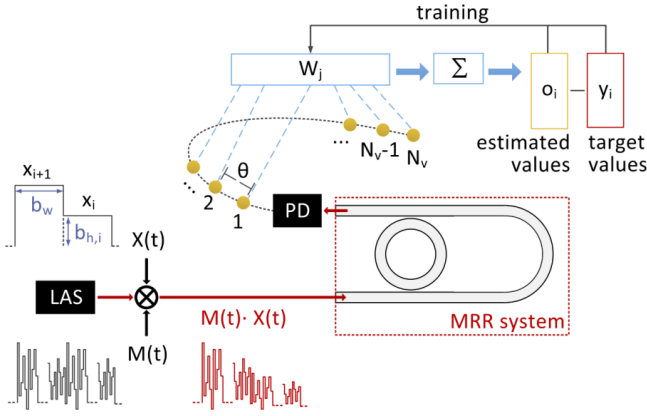 training
W_j
Σ
o_i
y_i
estimated
values
target
values
...
N_v-1
N_v
θ
...
2
1
x_{i+1}
x_i
b_w
b_{h,i}
PD
X(t)
LAS
M(t)· X(t)
MRR system
M(t)